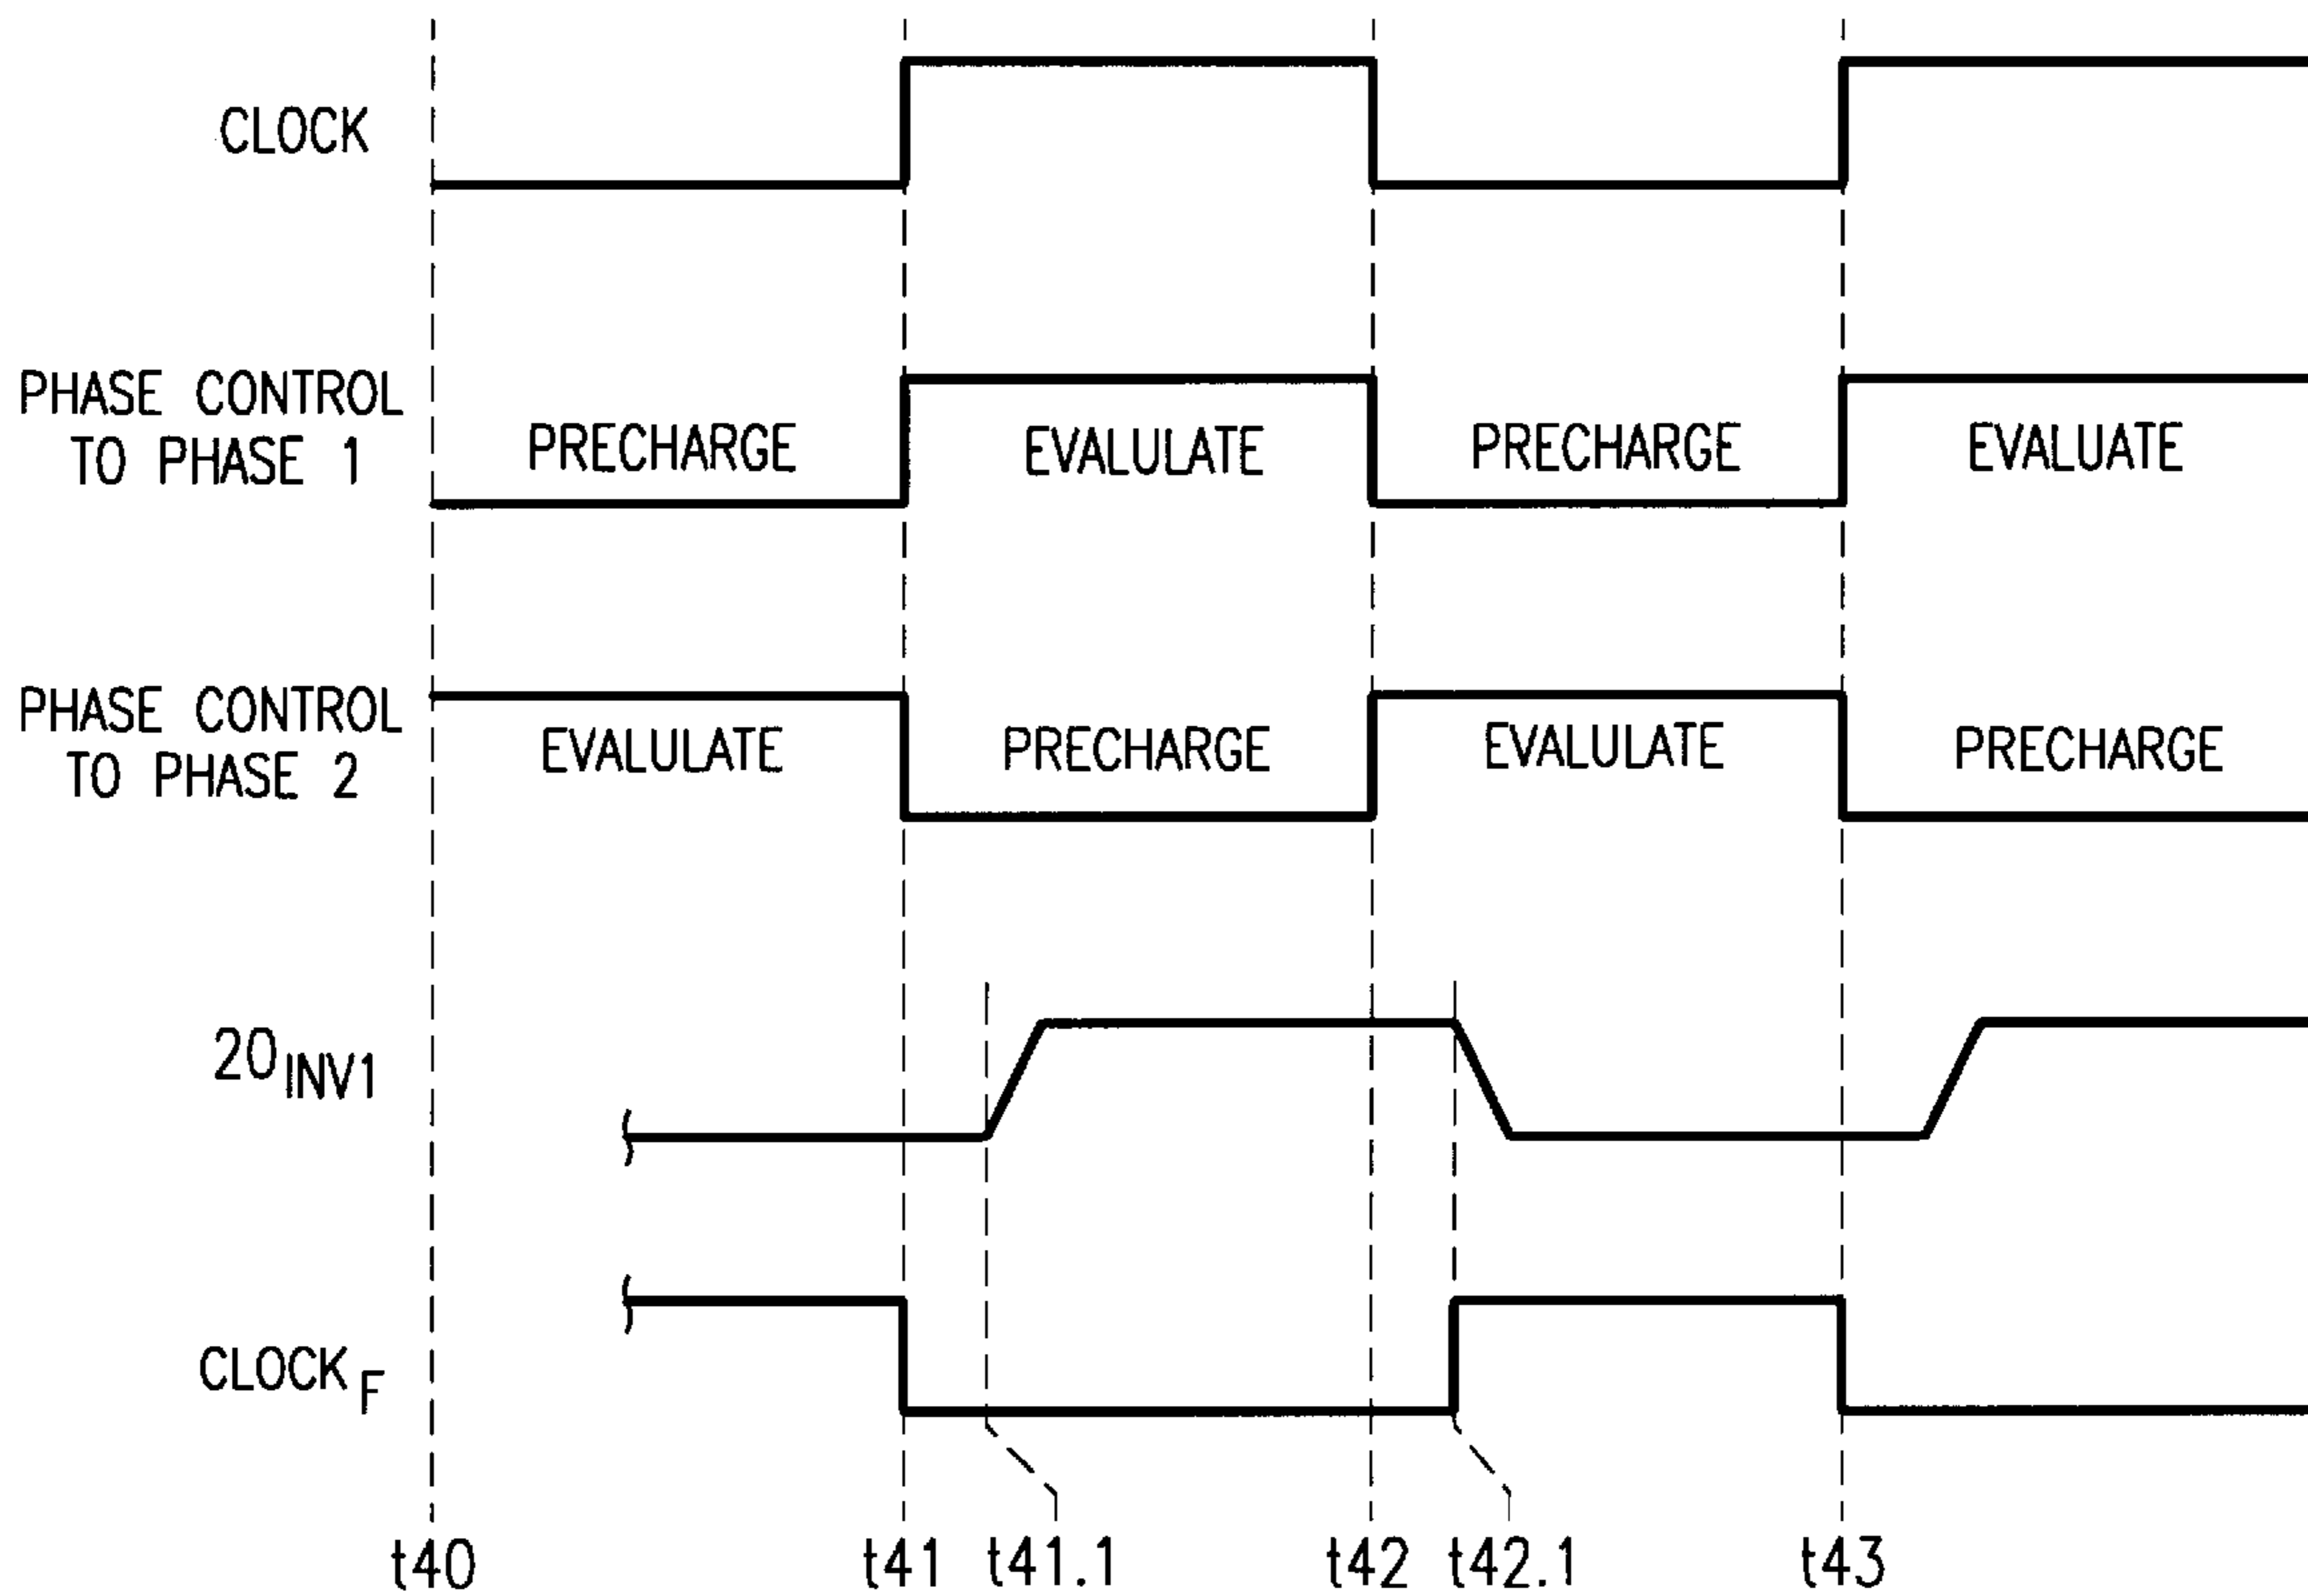 CLOCK
PHASE CONTROL
TO PHASE 1
PRECHARGE
EVALULATE
PRECHARGE
EVALUATE
PHASE CONTROL
TO PHASE 2
EVALULATE
PRECHARGE
EVALULATE
PRECHARGE
20INV1
CLOCKF
t40 t41 t41.1 t42 t42.1 t43